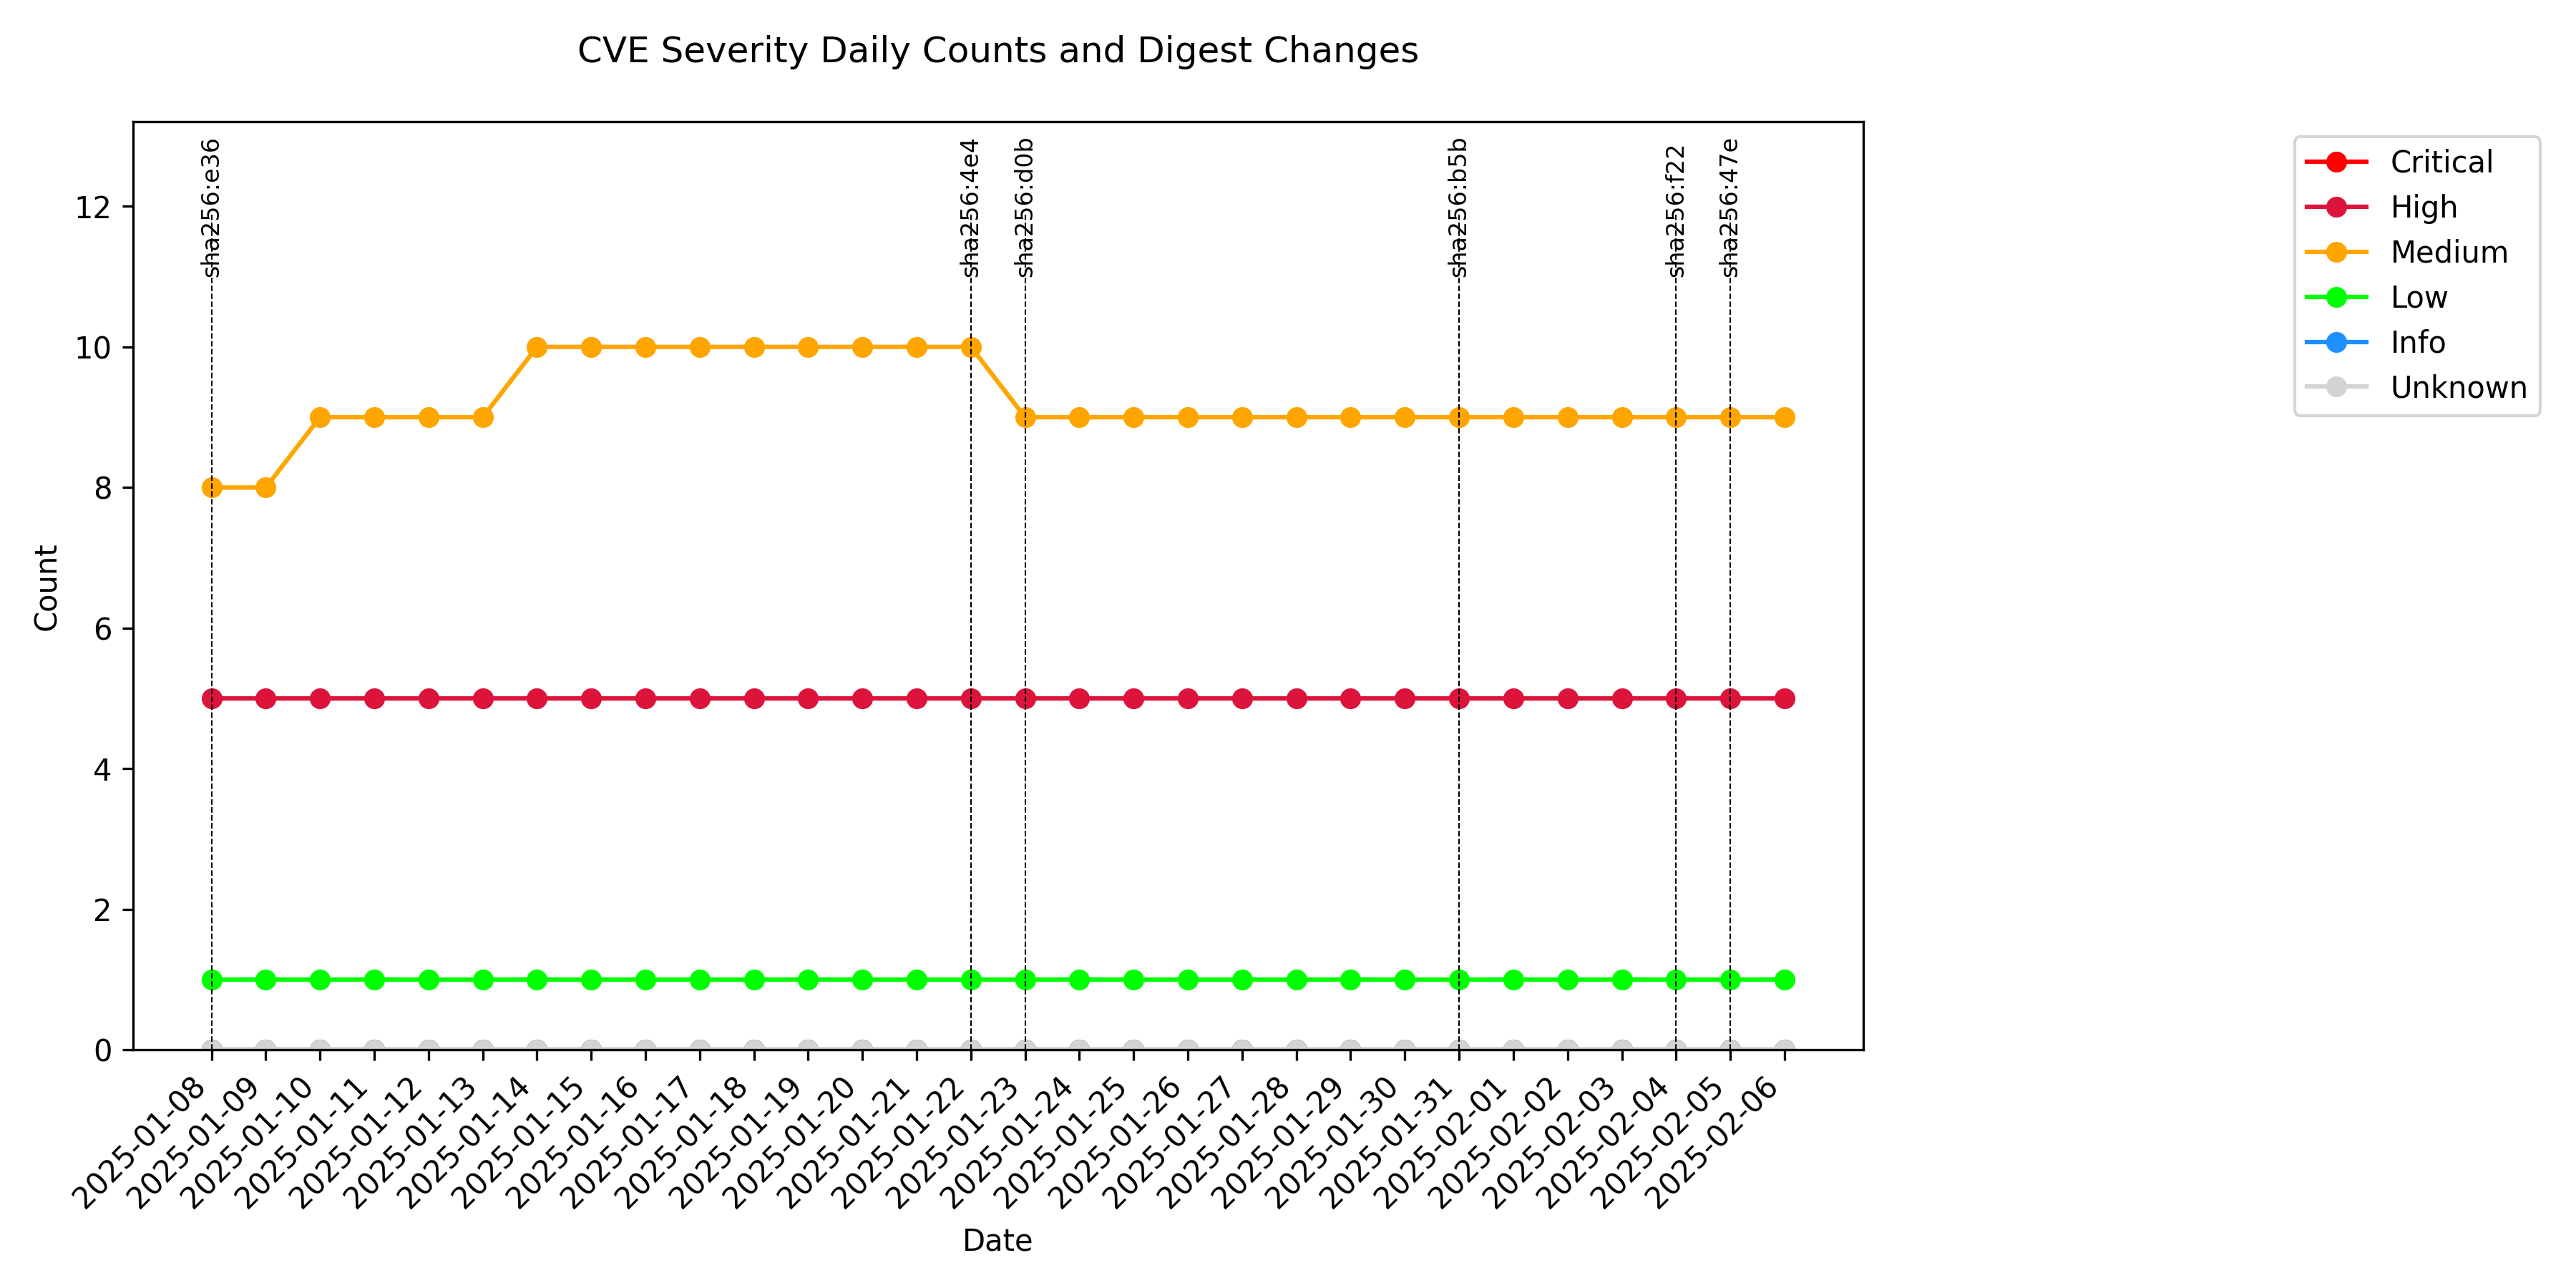 CVE Severity Daily Counts and Digest Changes
sha256:e36
sha256:4e4
sha256:d0b
sha256:b5b
sha256:f22
sha256:47e
Critical
High
Medium
Low
Info
Unknown
12
10
8
6
4
2
0
Count
2025-01-08
2025-01-09
2025-01-10
2025-01-11
2025-01-12
2025-01-13
2025-01-14
2025-01-15
2025-01-16
2025-01-17
2025-01-18
2025-01-19
2025-01-20
2025-01-21
2025-01-22
2025-01-23
2025-01-24
2025-01-25
2025-01-26
2025-01-27
2025-01-28
2025-01-29
2025-01-30
2025-01-31
2025-02-01
2025-02-02
2025-02-03
2025-02-04
2025-02-05
2025-02-06
Date